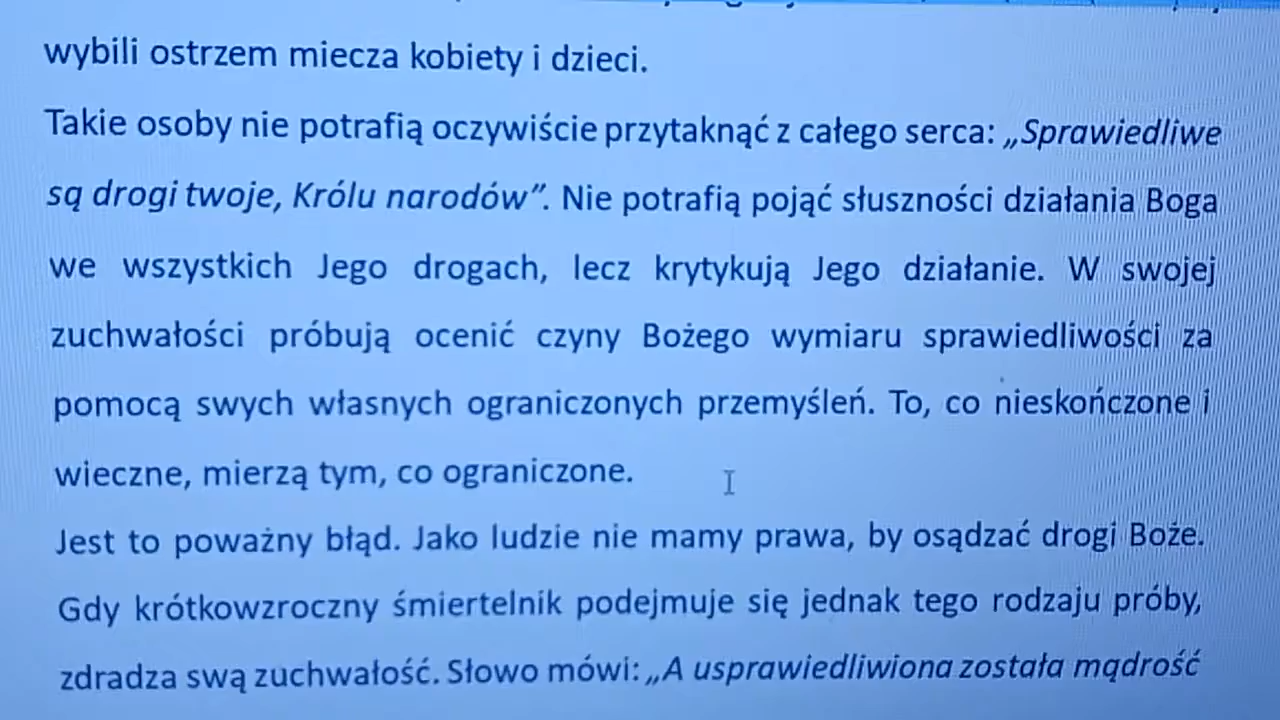 wybili ostrzem miecza kobiety i dzieci.
Takie osoby nie potrafią oczywiście przytaknąć z całego serca: „Sprawiedliwe
są drogi twoje, Królu narodów”. Nie potrafią pojąć słuszności działania Boga
we wszystkich Jego drogach, lecz krytykują Jego działanie. W swojej
zuchwałości próbują ocenić czyny Bożego wymiaru sprawiedliwości za
pomocą swych własnych ograniczonych przemyśleń. To, co nieskończone i
wieczne, mierzą tym, co ograniczone.
Jest to poważny błąd. Jako ludzie nie mamy prawa, by osądzać drogi Boże.
Gdy krótkowzroczny śmiertelnik podejmuje się jednak tego rodzaju próby,
zdradza swą zuchwałość. Słowo mówi: „A usprawiedliwiona została mądrość